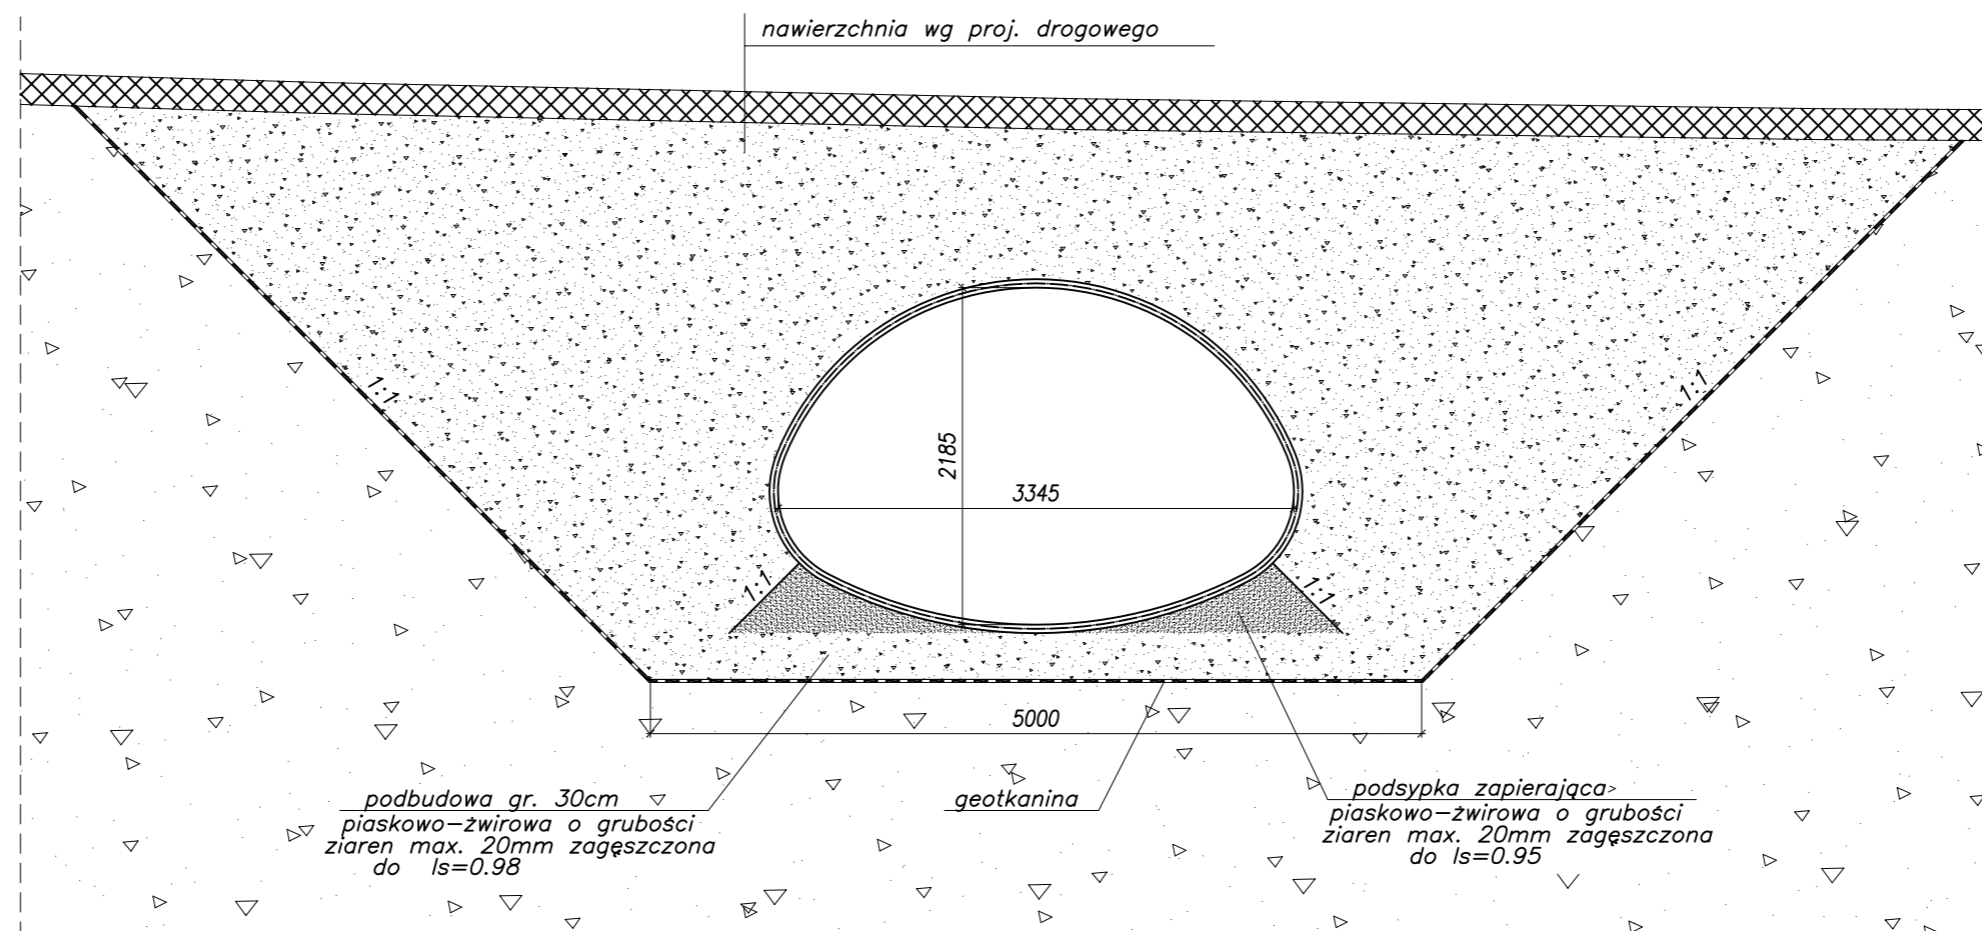 nawierzchnia wg proj. drogowego
1:1
1:1
2185
3345
1:1
1:1
5000
podbudowa gr. 30cm
piaskowo-żwirowa o grubości
ziaren max. 20mm zagęszczona
do Is=0.98
geotkanina
podsypka zapierająca
piaskowo-żwirowa o grubości
ziaren max. 20mm zagęszczona
do Is=0.95